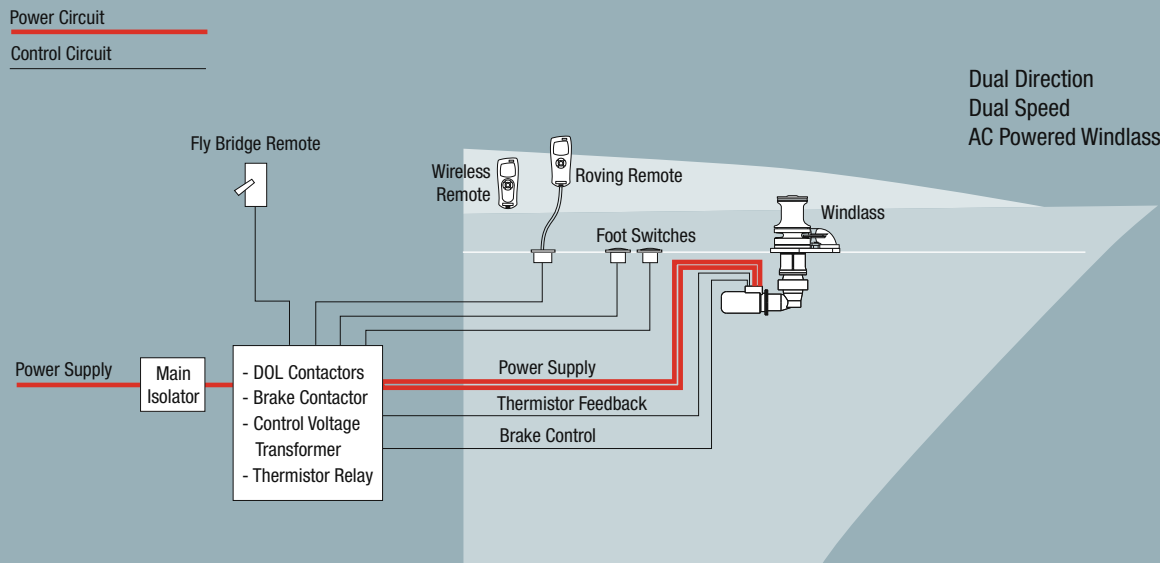 Power Circuit
Control Circuit
Dual Direction
Dual Speed
AC Powered Windlass
Fly Bridge Remote
Wireless
Remote
Roving Remote
Windlass
Foot Switches
Power Supply
Main
Isolator
- DOL Contactors
- Brake Contactor
- Control Voltage
Transformer
- Thermistor Relay
Power Supply
Thermistor Feedback
Brake Control